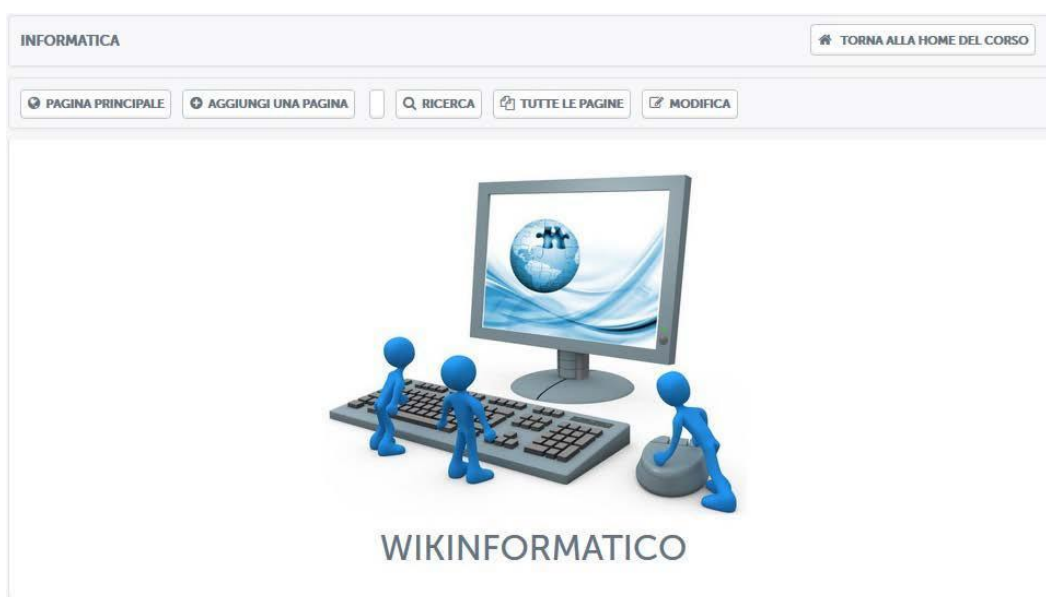 INFORMATICA
TORNA ALLA HOME DEL CORSO
PAGINA PRINCIPALE
AGGIUNGI UNA PAGINA
RICERCA
TUTTE LE PAGINE
MODIFICA
WIKINFORMATICO